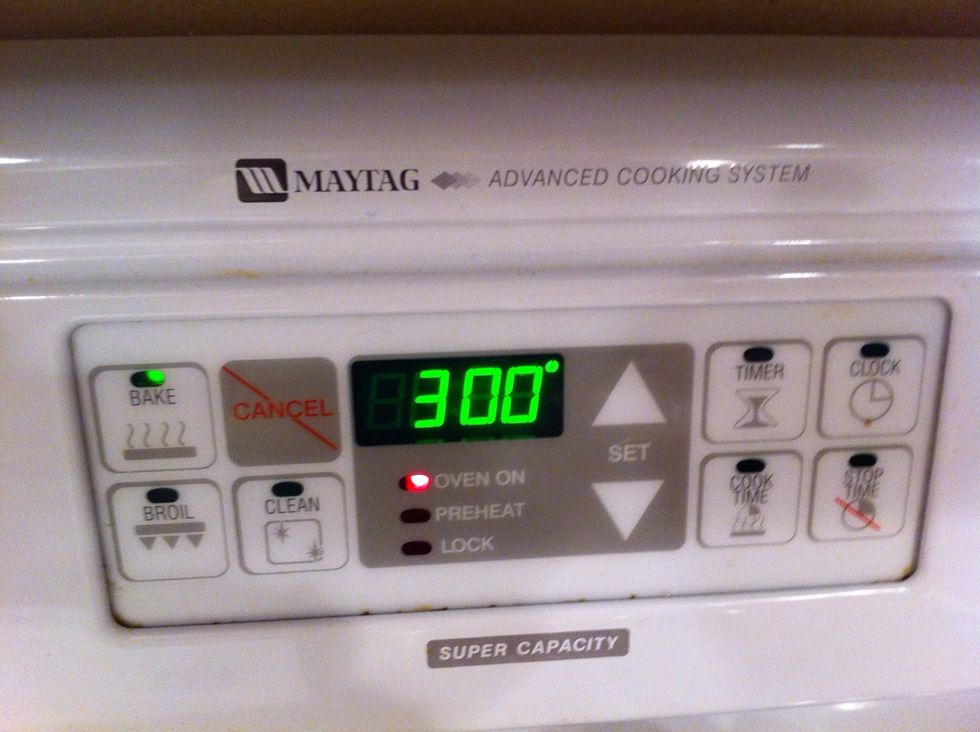 MAYTAG ADVANCED COOKING SYSTEM
BAKE
CANCEL
300°
SET
TIMER
CLOCK
OVEN ON
PREHEAT
LOCK
BROIL
CLEAN
COOK
TIME
STOP
TIME
SUPER CAPACITY